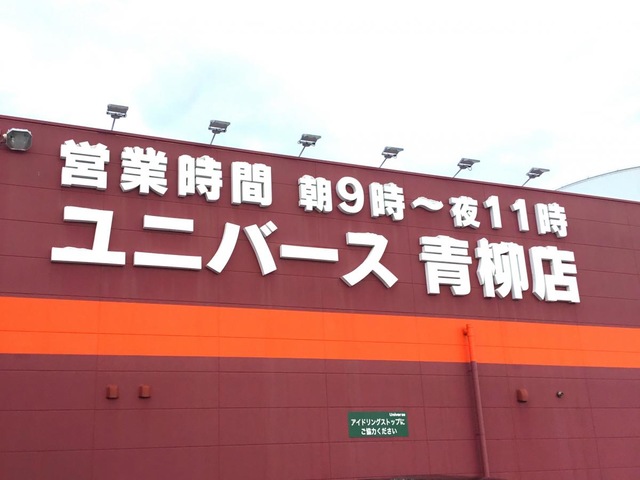 営業時間 朝9時～夜11時
ユニバース 青柳店
Universe
アイドリングストップに
ご協力ください